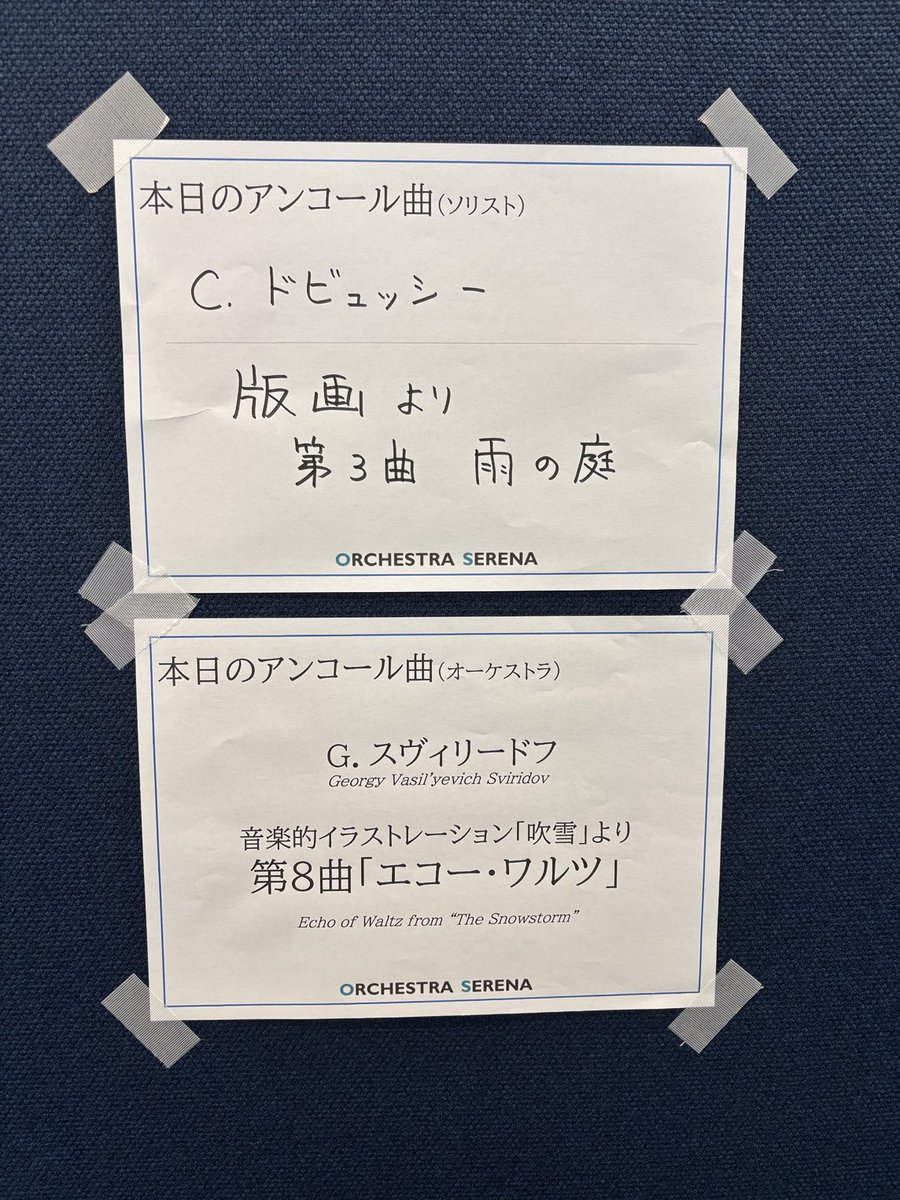 本日のアンコール曲(ソリスト)
C. ドビュッシー
版画 より
第3曲 雨の庭
ORCHESTRA SERENA
本日のアンコール曲(オーケストラ)
G. スヴィリードフ
Georgy Vasil'yevich Sviridov
音楽的イラストレーション「吹雪」より
第8曲「エコー・ワルツ」
Echo of Waltz from “The Snowstorm”
ORCHESTRA SERENA